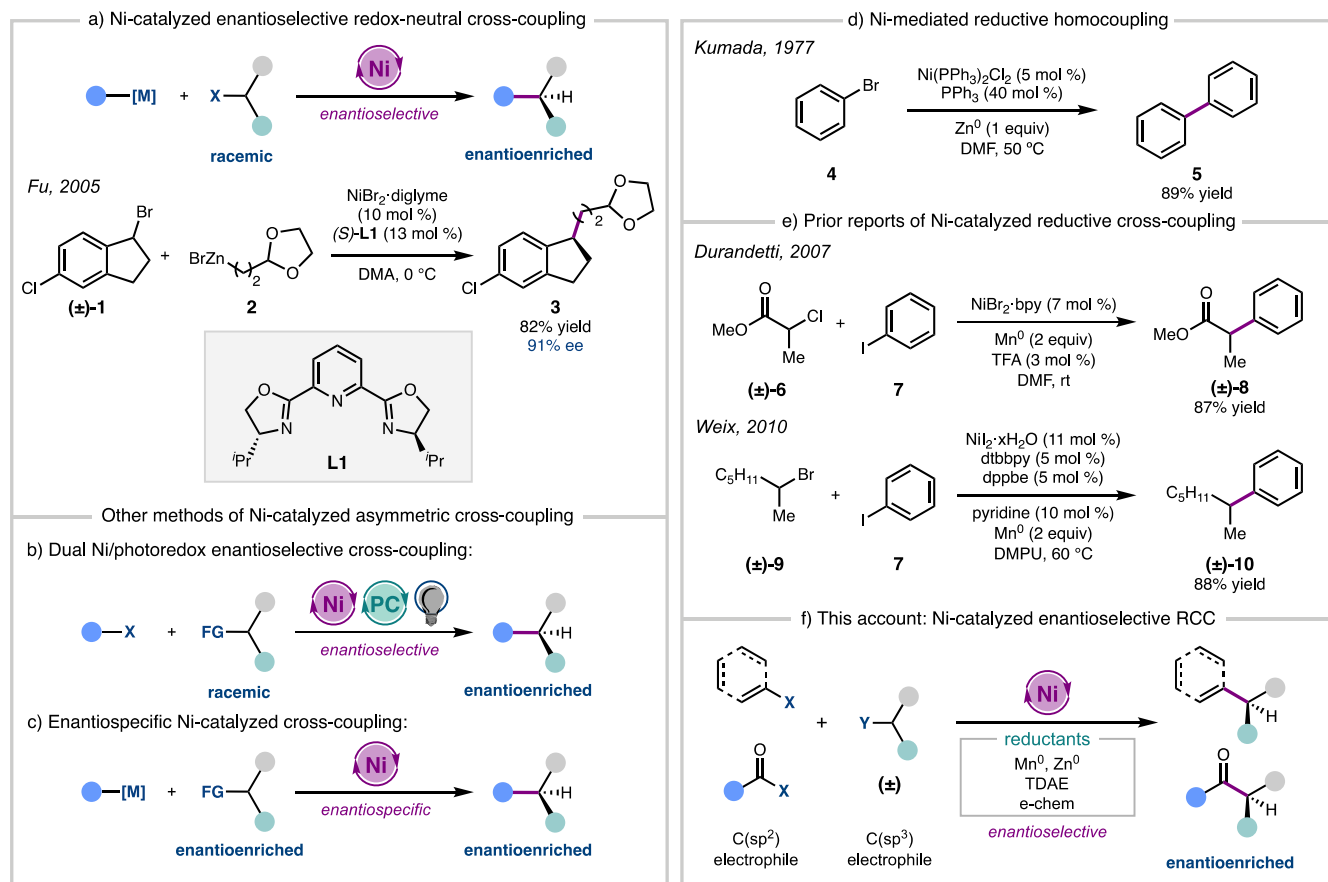 a) Ni-catalyzed enantioselective redox-neutral cross-coupling
[M]
+
X
Ni
enantioselective
H
racemic
enantioenriched
Fu, 2005
Br
Cl
(±)-1
+
BrZn
2
O
O
2
NiBr2·diglyme
(10 mol %)
(S)-L1 (13 mol %)
DMA, 0 °C
2
O
O
Cl
3
82% yield
91% ee
O
N
N
O
N
iPr
iPr
L1
Other methods of Ni-catalyzed asymmetric cross-coupling
b) Dual Ni/photoredox enantioselective cross-coupling:
X
+
FG
Ni
PC
enantioselective
H
racemic
enantioenriched
c) Enantiospecific Ni-catalyzed cross-coupling:
[M]
+
FG
Ni
enantiospecific
H
enantioenriched
enantioenriched
d) Ni-mediated reductive homocoupling
Kumada, 1977
Br
4
Ni(PPh3)2Cl2 (5 mol %)
PPh3 (40 mol %)
Zn0 (1 equiv)
DMF, 50 ºC
5
89% yield
e) Prior reports of Ni-catalyzed reductive cross-coupling
Durandetti, 2007
O
MeO
Cl
Me
(±)-6
+
I
7
NiBr2·bpy (7 mol %)
Mn0 (2 equiv)
TFA (3 mol %)
DMF, rt
O
MeO
Me
(±)-8
87% yield
Weix, 2010
C5H11
Br
Me
(±)-9
+
I
7
NiI2·xH2O (11 mol %)
dtbbpy (5 mol %)
dppbe (5 mol %)
pyridine (10 mol %)
Mn0 (2 equiv)
DMPU, 60 °C
C5H11
Me
(±)-10
88% yield
f) This account: Ni-catalyzed enantioselective RCC
X
O
X
C(sp2)
electrophile
+
Y
(±)
C(sp3)
electrophile
Ni
reductants
Mn0, Zn0
TDAE
e-chem
enantioselective
H
O
H
enantioenriched